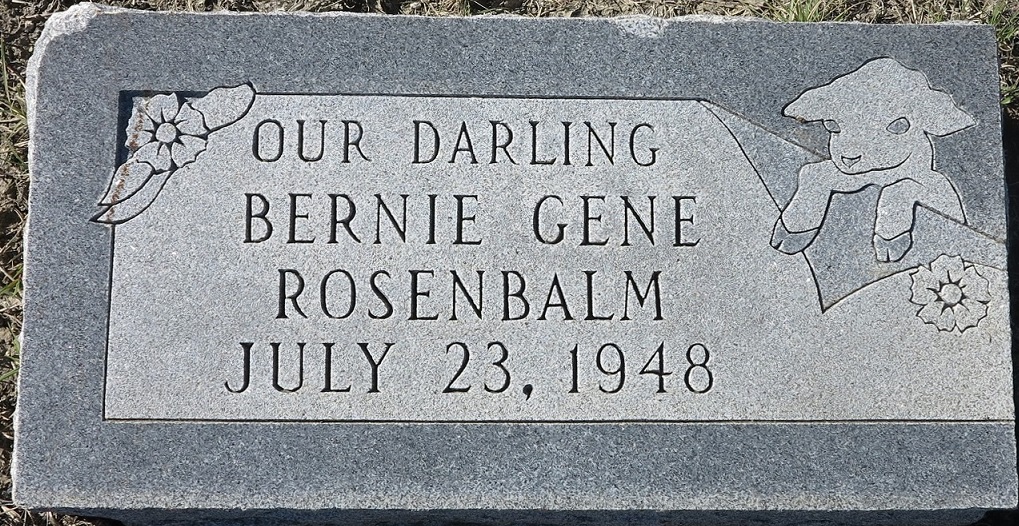 OUR DARLING
BERNIE GENE
ROSENBALM
JULY 23, 1948